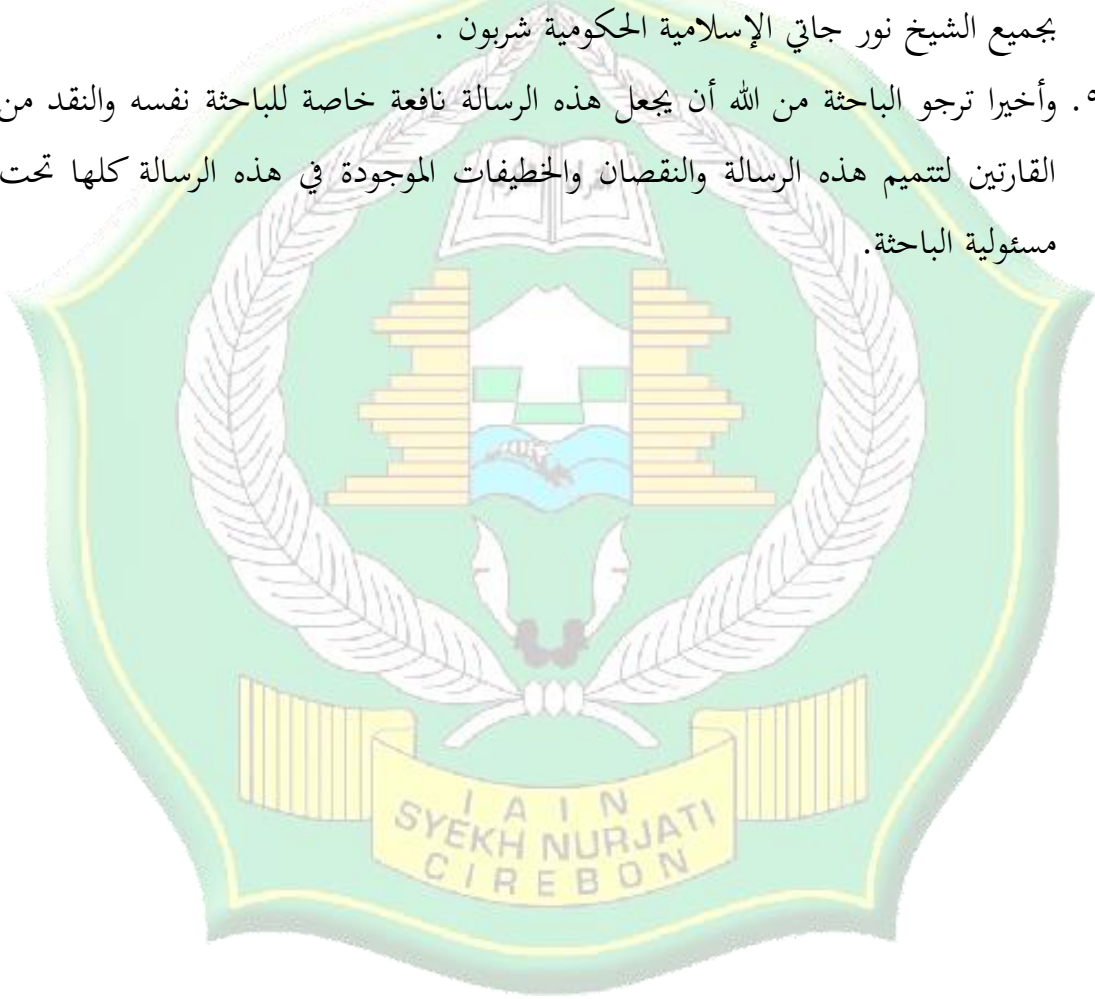 بجميع الشيخ نور جاتي الإسلامية الحكومية شربون .
٩. وأخيرا ترجو الباحثة من الله أن يجعل هذه الرسالة نافعة خاصة للباحثة نفسه والنقد من
القارتين لتتميم هذه الرسالة والنقصان والخطيفات الموجودة في هذه الرسالة كلها تحت
مسئولية الباحثة.
I A I N
SYEKH NURJATI
CIREBON